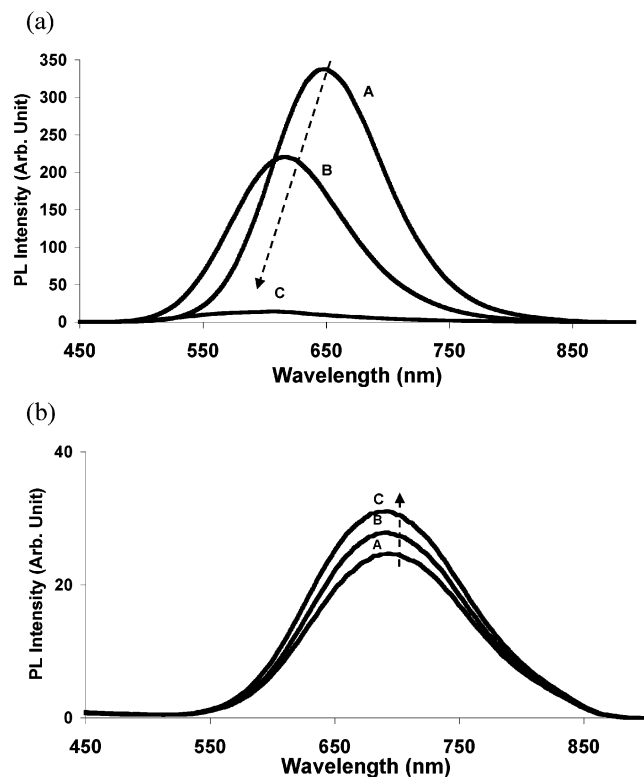 (a)
PL Intensity (Arb. Unit)
350
300
250
200
150
100
50
0
A
B
C
450 550 650 750 850
Wavelength (nm)
(b)
PL Intensity (Arb. Unit)
40
20
0
C
B
A
450 550 650 750 850
Wavelength (nm)